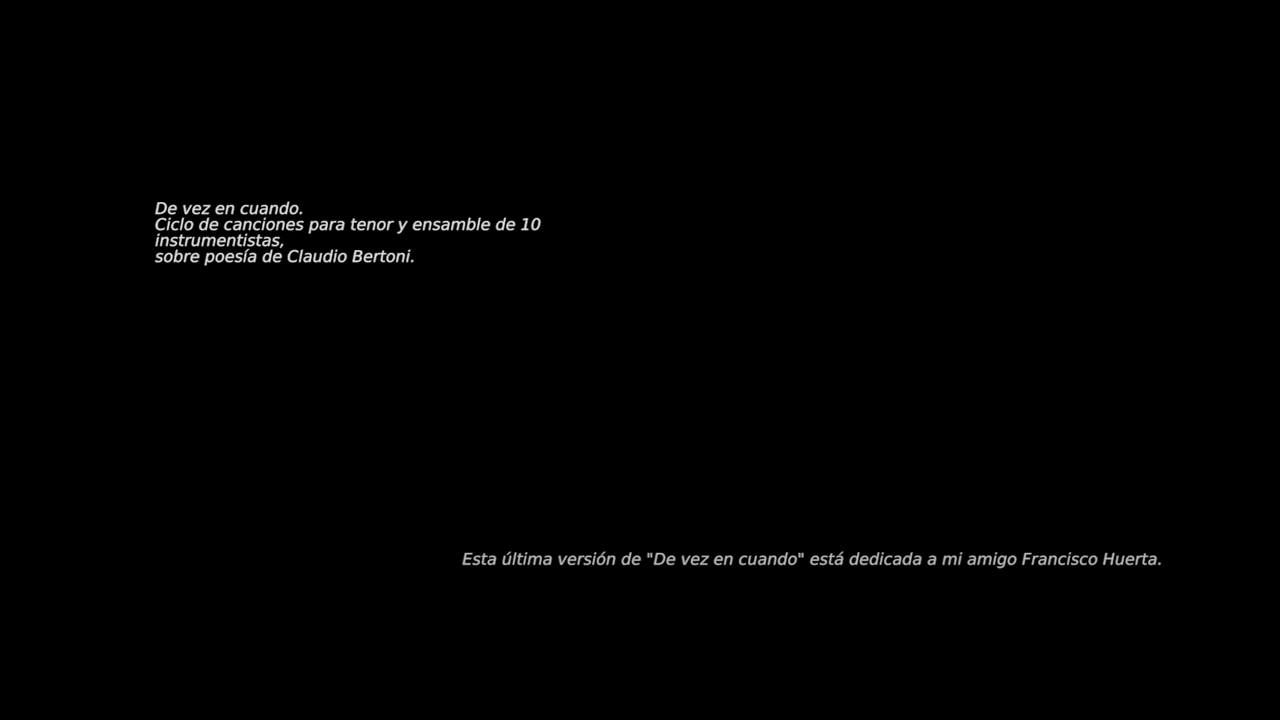 De vez en cuando.
Ciclo de canciones para tenor y ensamble de 10
instrumentistas,
sobre poesía de Claudio Bertoni.
Esta última versión de "De vez en cuando" está dedicada a mi amigo Francisco Huerta.